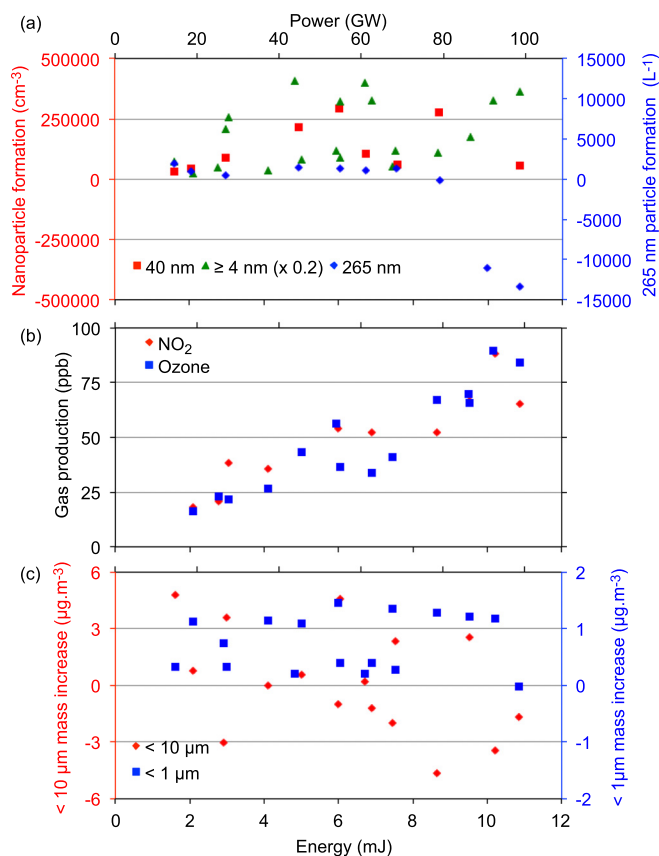 (a)
Power (GW)
0 20 40 60 80 100
Nanoparticle formation (cm-3)
500000
250000
0
-250000
-500000
15000
10000
5000
0
-5000
-10000
-15000
265 nm particle formation (L-1)
40 nm ≥ 4 nm (x 0.2) 265 nm
(b)
Gas production (ppb)
100
75
50
25
0
NO2
Ozone
(c)
< 10 µm mass increase (µg.m-3)
6
3
0
-3
-6
2
1
0
-1
-2
< 1µm mass increase (µg.m-3)
< 10 µm
< 1 µm
0 2 4 6 8 10 12
Energy (mJ)